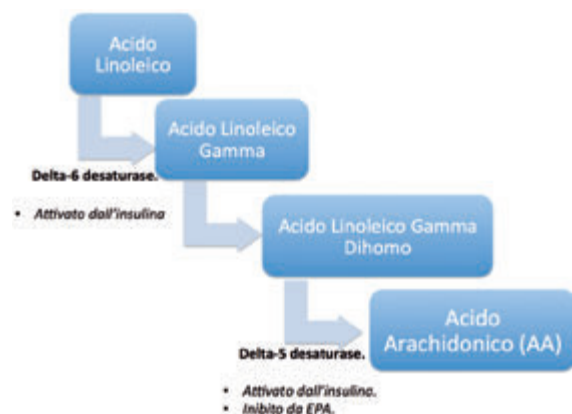 Acido
Linoleico
Acido Linoleico
Gamma
Delta-6 desaturase.
• Attivato dall'insulina
Acido Linoleico Gamma
Dihomo
Acido
Arachidonico (AA)
Delta-5 desaturase.
• Attivato dall'insulina.
• Inibito da EPA.